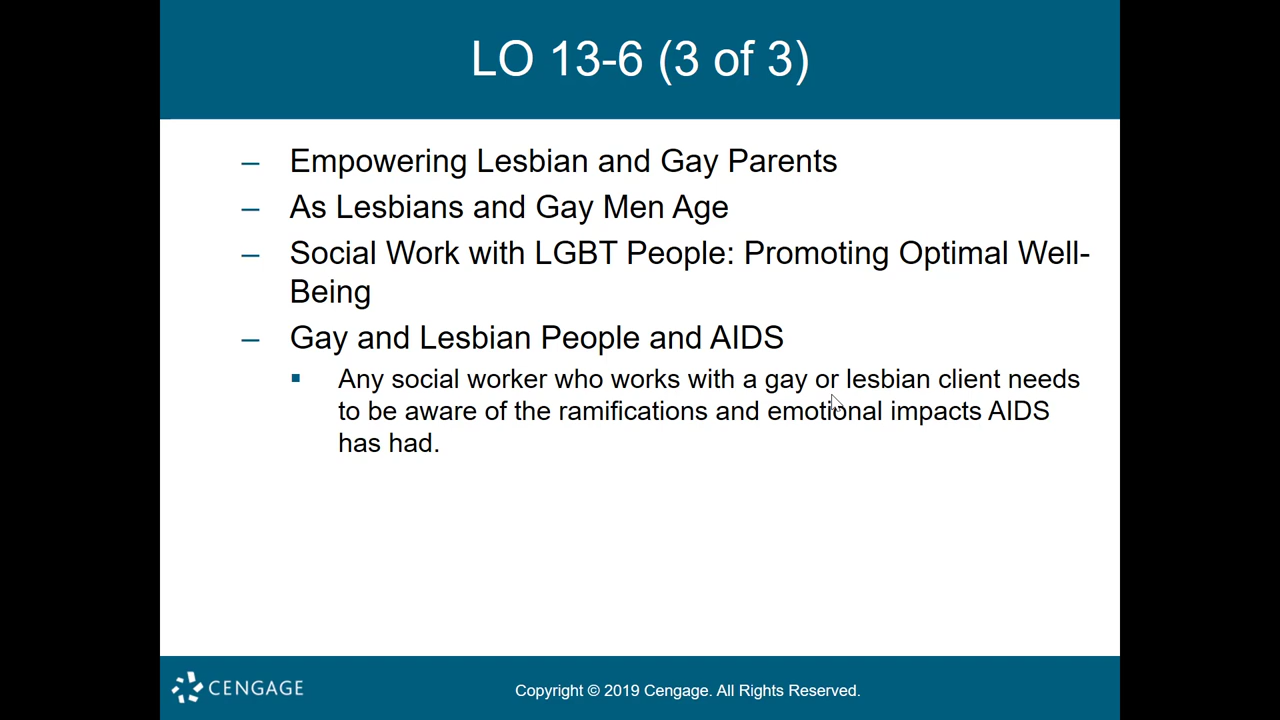 LO 13-6 (3 of 3)
– Empowering Lesbian and Gay Parents
– As Lesbians and Gay Men Age
– Social Work with LGBT People: Promoting Optimal Well-
Being
– Gay and Lesbian People and AIDS
▪ Any social worker who works with a gay or lesbian client needs
to be aware of the ramifications and emotional impacts AIDS
has had.
CENGAGE
Copyright © 2019 Cengage. All Rights Reserved.